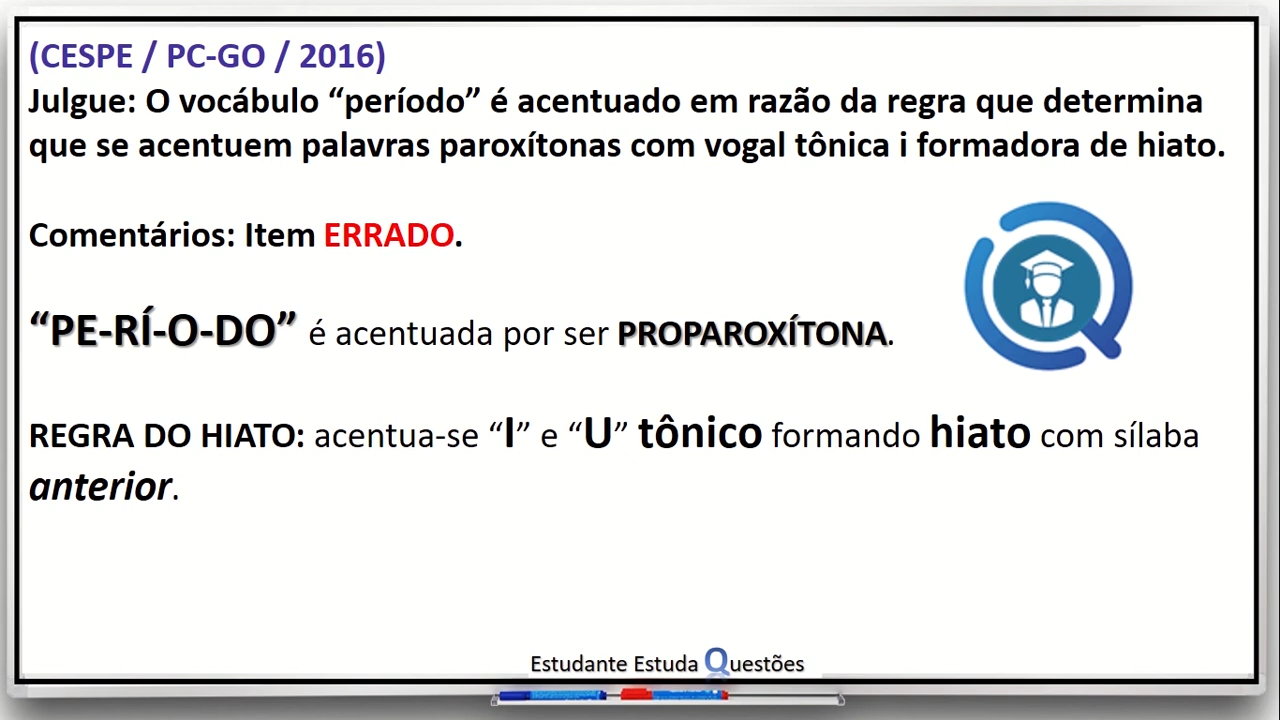 (CESPE / PC-GO / 2016)
Julgue: O vocábulo “período” é acentuado em razão da regra que determina
que se acentuem palavras paroxítonas com vogal tônica i formadora de hiato.
Comentários: Item ERRADO.
“PE-RÍ-O-DO” é acentuada por ser PROPAROXÍTONA.
REGRA DO HIATO: acentua-se “I” e “U” tônico formando hiato com sílaba
anterior.
Estudante Estuda Questões